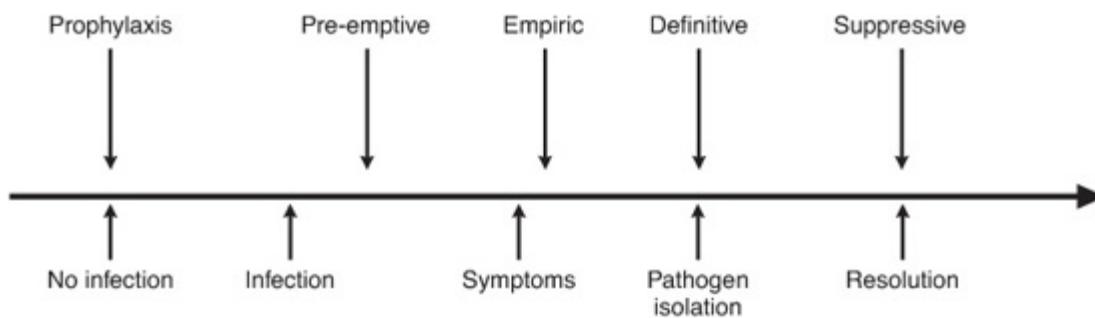 Prophylaxis Pre-emptive Empiric Definitive Suppressive
No infection Infection Symptoms Pathogen Resolution
isolation